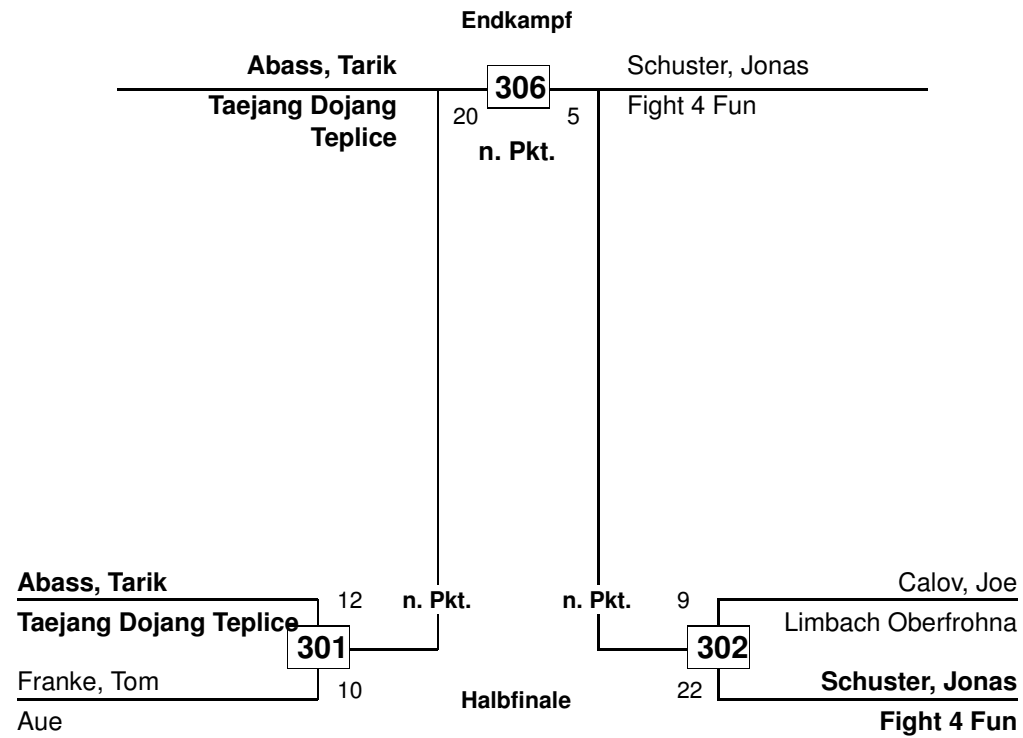 Endkampf
Abass, Tarik
306
Schuster, Jonas
Taejang Dojang
Teplice
20
5
Fight 4 Fun
n. Pkt.
Abass, Tarik
12
n. Pkt.
n. Pkt.
9
Calov, Joe
Taejang Dojang Teplice
301
302
Limbach Oberfrohna
Franke, Tom
10
Halbfinale
22
Schuster, Jonas
Aue
Fight 4 Fun